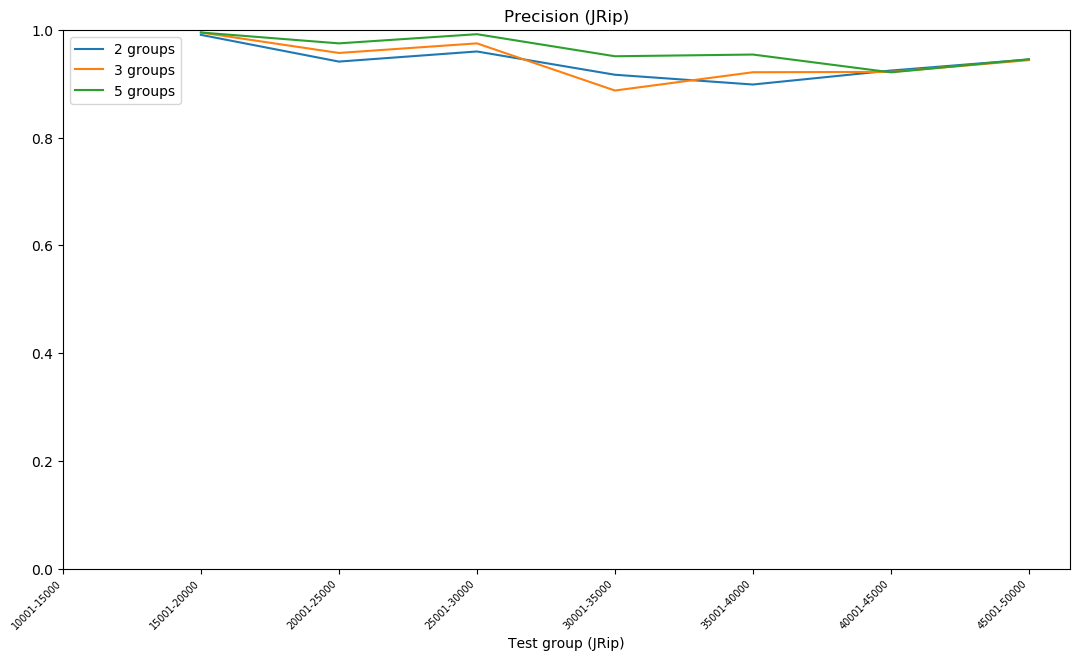 Precision (JRip)
2 groups
3 groups
5 groups
1.0
0.8
0.6
0.4
0.2
0.0
10001-15000
15001-20000
20001-25000
25001-30000
30001-35000
35001-40000
40001-45000
45001-50000
Test group (JRip)